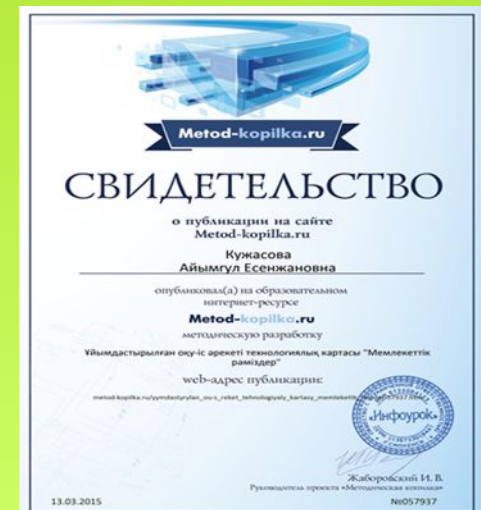 Metod-kopilka.ru
СВИДЕТЕЛЬСТВО
о публикации на сайте
Metod-kopilka.ru
Кужасова
Айымгул Есенжановна
опубликовал(а) на образовательном
интернет-ресурсе
Metod-kopilka.ru
методическую разработку
Ұйымдастырылған оқу-іс арекеті технологиялық картасы "Мемлекеттік
рәміздер"
web-адрес публикации:
«Инфоурок»
Жаборовский И. В.
Руководитель проекта «Методическая копилка»
13.03.2015
№057937